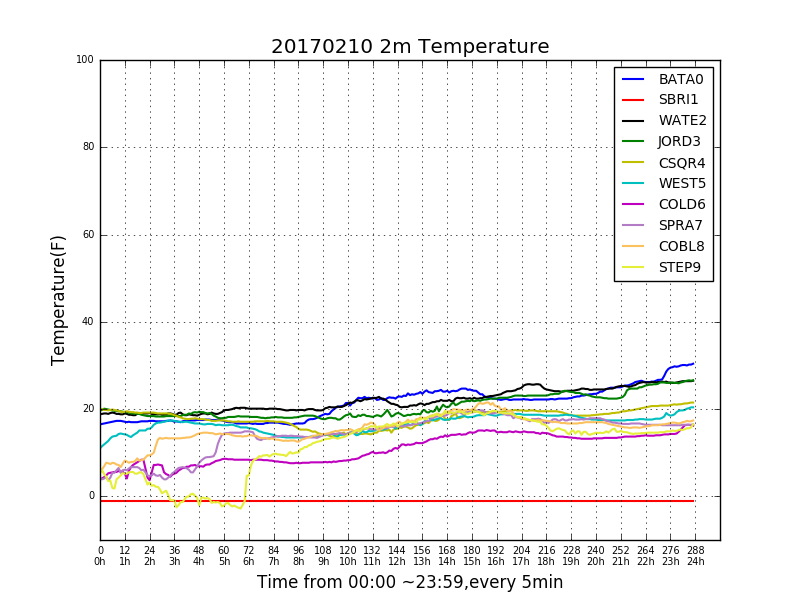 20170210 2m Temperature
100
80
60
40
20
0
Temperature(F)
BATA0
SBRI1
WATE2
JORD3
CSQR4
WEST5
COLD6
SPRA7
COBL8
STEP9
0 12 24 36 48 60 72 84 96 108 120 132 144 156 168 180 192 204 216 228 240 252 264 276 288
0h 1h 2h 3h 4h 5h 6h 7h 8h 9h 10h 11h 12h 13h 14h 15h 16h 17h 18h 19h 20h 21h 22h 23h 24h
Time from 00:00 ~23:59,every 5min